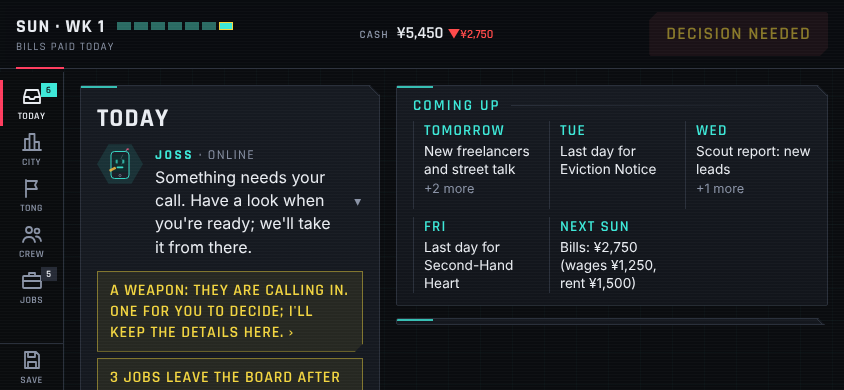 SUN · WK 1
BILLS PAID TODAY
CASH ¥5,450 ▼¥2,750
DECISION NEEDED
6
TODAY
CITY
TONG
CREW
5
JOBS
SAVE
TODAY
JOSS · ONLINE
Something needs your
call. Have a look when
you're ready; we'll take
it from there.
▼
A WEAPON: THEY ARE CALLING IN.
ONE FOR YOU TO DECIDE; I'LL
KEEP THE DETAILS HERE. ›
3 JOBS LEAVE THE BOARD AFTER
COMING UP
TOMORROW
New freelancers
and street talk
+2 more
TUE
Last day for
Eviction Notice
WED
Scout report: new
leads
+1 more
FRI
Last day for
Second-Hand
Heart
NEXT SUN
Bills: ¥2,750
(wages ¥1,250,
rent ¥1,500)